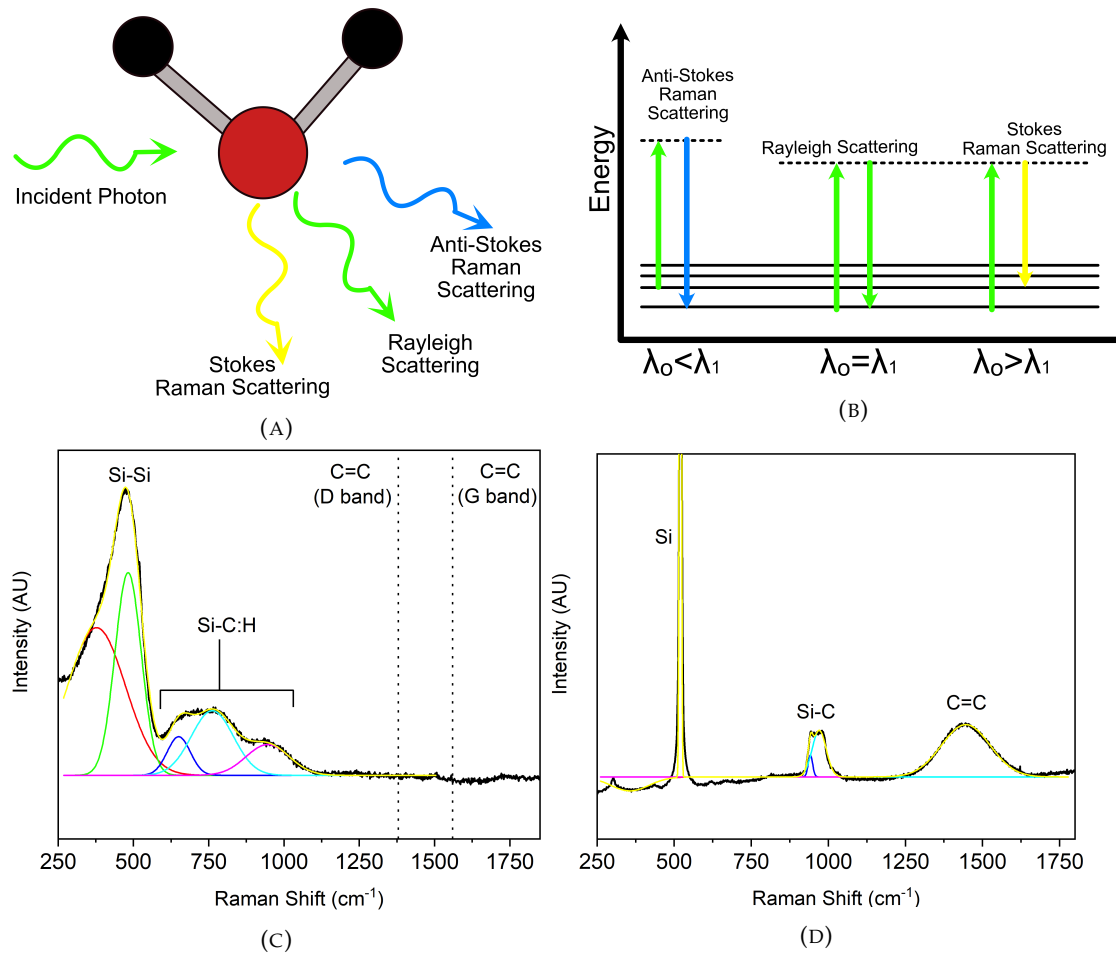 Incident Photon
Anti-Stokes
Raman
Scattering
Rayleigh
Scattering
Stokes
Raman Scattering
(A)
Energy
Anti-Stokes
Raman
Scattering
Rayleigh Scattering
Stokes
Raman Scattering
λo<λ1
λo=λ1
λo>λ1
(B)
Intensity (AU)
Si-Si
Si-C:H
C=C
(D band)
C=C
(G band)
250 500 750 1000 1250 1500 1750
Raman Shift (cm-1)
(C)
Intensity (AU)
Si
Si-C
C=C
250 500 750 1000 1250 1500 1750
Raman Shift (cm-1)
(D)